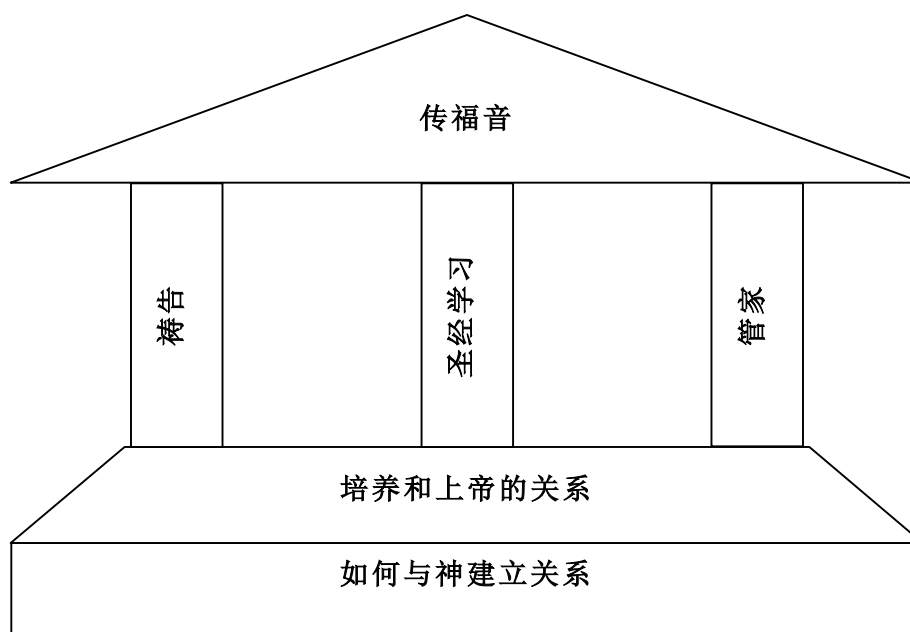 传福音
祷告
圣经学习
管家
培养和上帝的关系
如何与神建立关系